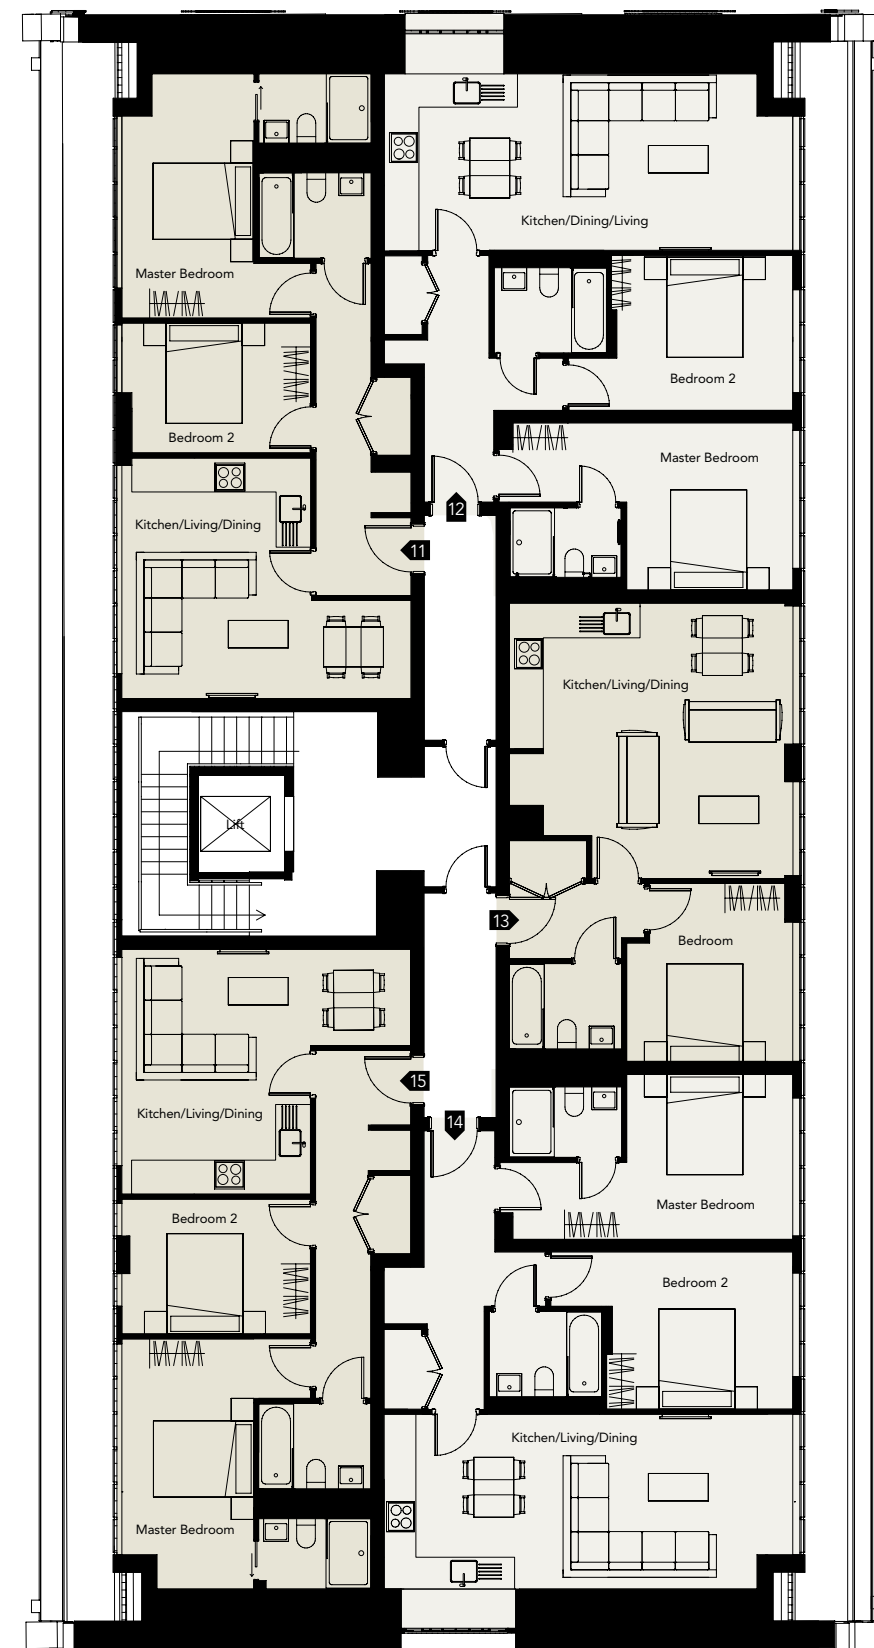 Kitchen/Dining/Living
Master Bedroom
Bedroom 2
Bedroom 2
Master Bedroom
12
Kitchen/Living/Dining
11
Kitchen/Living/Dining
Lift
13
Bedroom
15
Kitchen/Living/Dining
14
Master Bedroom
Bedroom 2
Bedroom 2
Kitchen/Living/Dining
Master Bedroom